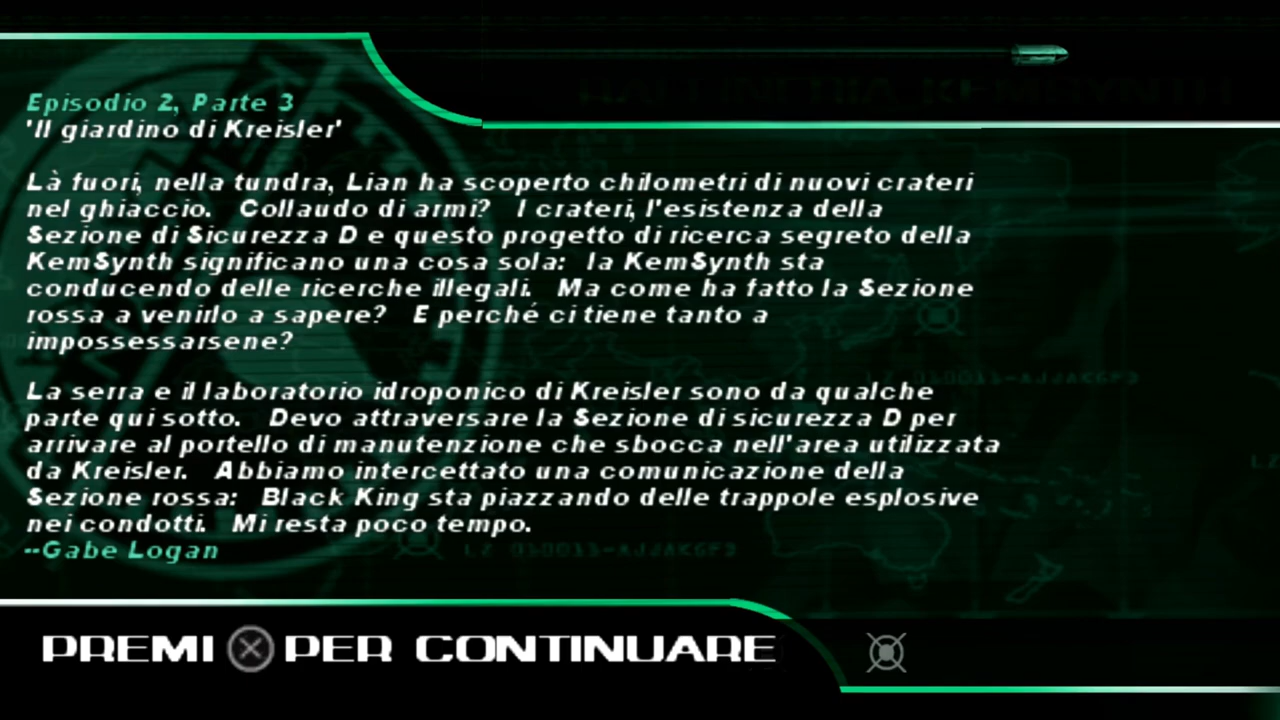 Episodio 2, Parte 3
'Il giardino di Kreisler'
Là fuori, nella tundra, Lian ha scoperto chilometri di nuovi crateri
nel ghiaccio. Collaudo di armi? I crateri, l'esistenza della
Sezione di Sicurezza D e questo progetto di ricerca segreto della
KemSynth significano una cosa sola: la KemSynth sta
conducendo delle ricerche illegali. Ma come ha fatto la Sezione
rossa a venirlo a sapere? E perché ci tiene tanto a
impossessarsene?
La serra e il laboratorio idroponico di Kreisler sono da qualche
parte qui sotto. Devo attraversare la Sezione di sicurezza D per
arrivare al portello di manutenzione che sbocca nell'area utilizzata
da Kreisler. Abbiamo intercettato una comunicazione della
Sezione rossa: Black King sta piazzando delle trappole esplosive
nei condotti. Mi resta poco tempo.
--Gabe Logan
PREMI PER CONTINUARE